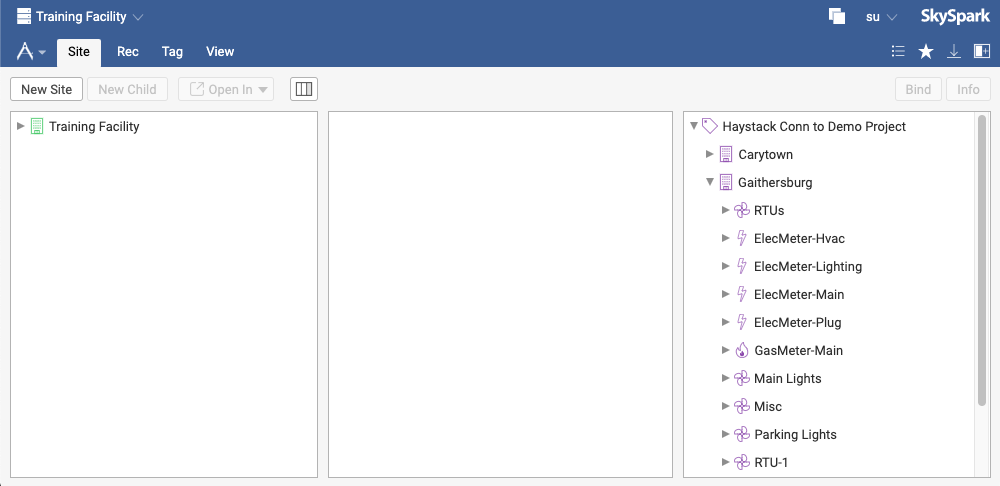 Training Facility su SkySpark
Site Rec Tag View
New Site New Child Open In Bind Info
Training Facility
Haystack Conn to Demo Project
Carytown
Gaithersburg
RTUs
ElecMeter-Hvac
ElecMeter-Lighting
ElecMeter-Main
ElecMeter-Plug
GasMeter-Main
Main Lights
Misc
Parking Lights
RTU-1